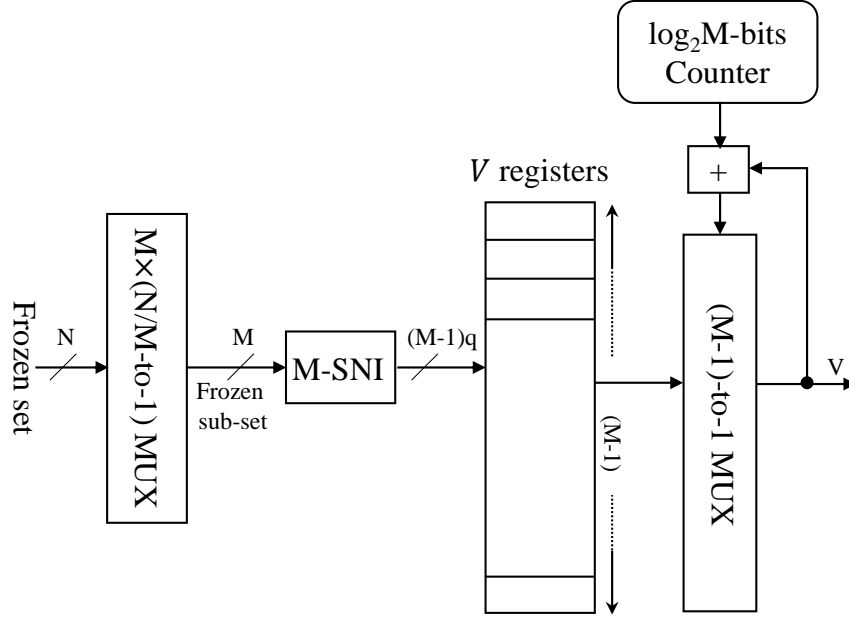 log₂M-bits
Counter
+
V registers
Frozen set
N
M×(N/M-to-1) MUX
M
Frozen
sub-set
M-SNI
(M-1)q
(M-1)
(M-1)-to-1 MUX
V